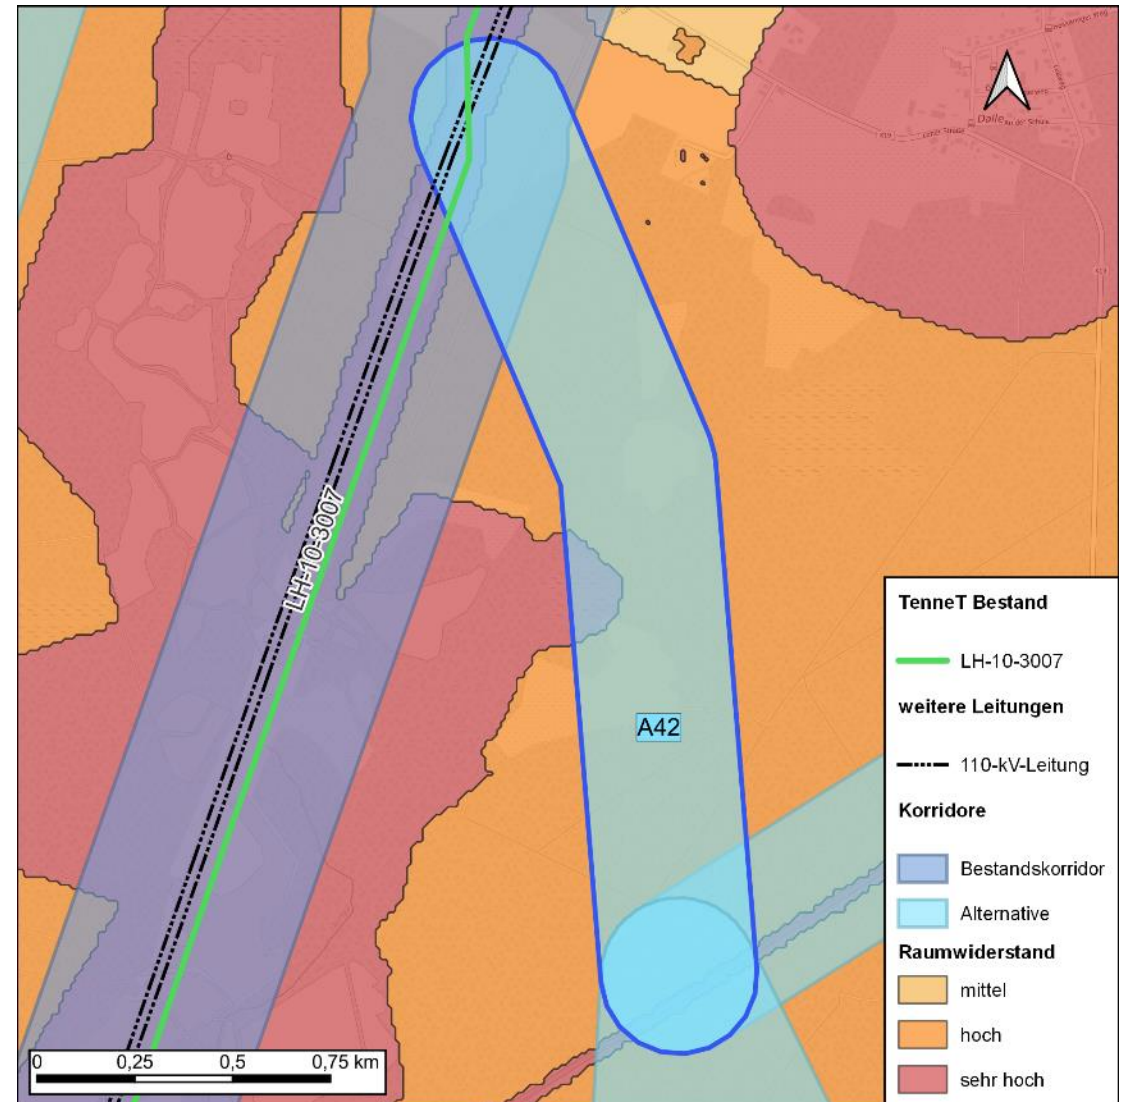 Dalle
K19
LH-10-3007
A42
TenneT Bestand
LH-10-3007
weitere Leitungen
110-kV-Leitung
Korridore
Bestandskorridor
Alternative
Raumwiderstand
mittel
hoch
sehr hoch
0 0,25 0,5 0,75 km